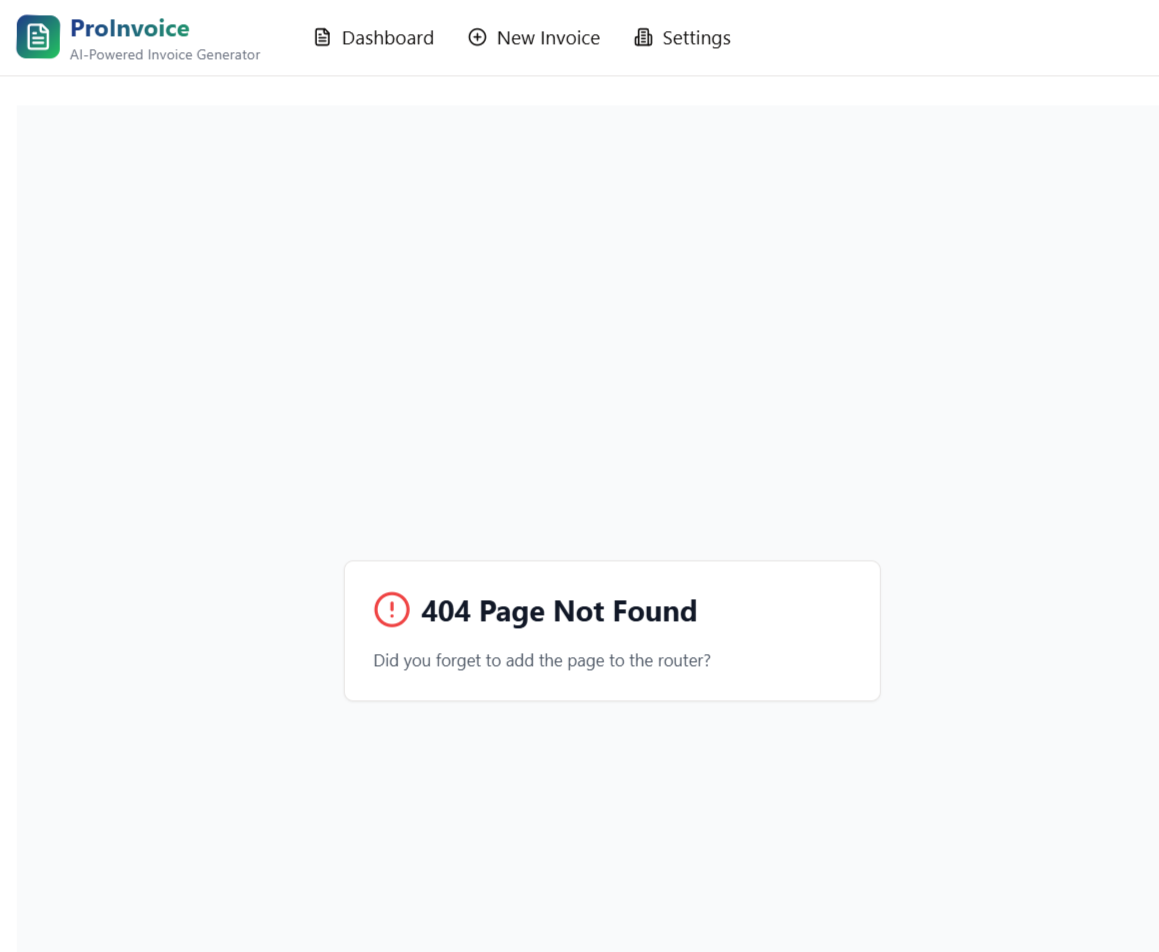 ProInvoice
AI-Powered Invoice Generator
Dashboard
New Invoice
Settings
404 Page Not Found
Did you forget to add the page to the router?